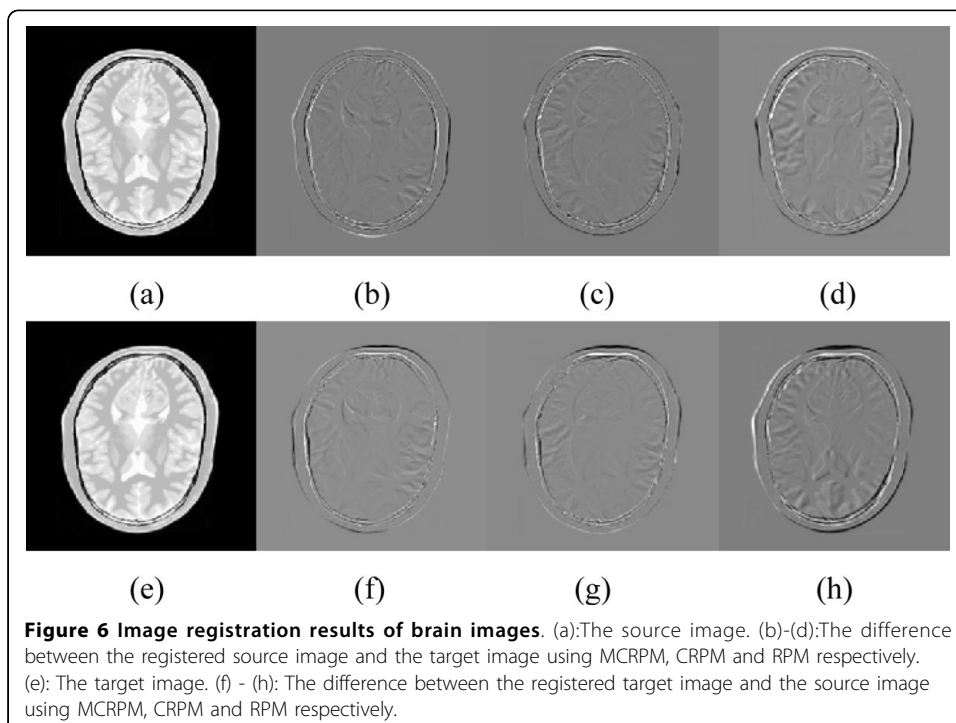 (a) (b) (c) (d)
(e) (f) (g) (h)
Figure 6 Image registration results of brain images. (a):The source image. (b)-(d):The difference
between the registered source image and the target image using MCRPM, CRPM and RPM respectively.
(e): The target image. (f) - (h): The difference between the registered target image and the source image
using MCRPM, CRPM and RPM respectively.